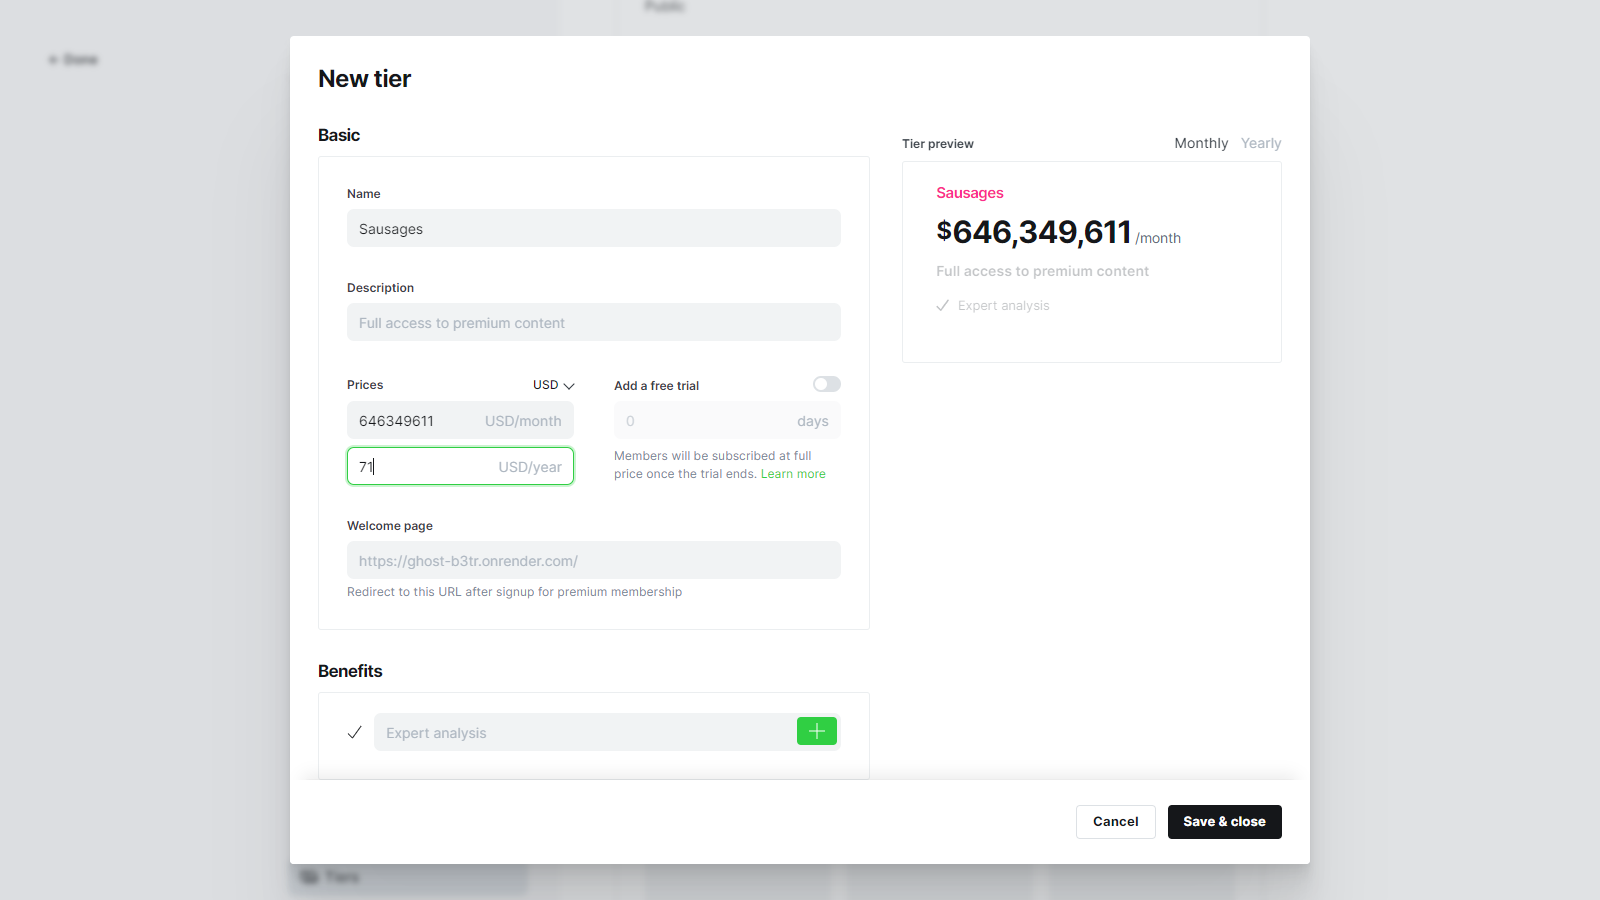 Public
← Done
New tier
Basic
Name
Sausages
Description
Full access to premium content
Prices
USD
646349611 USD/month
71 USD/year
Add a free trial
0 days
Members will be subscribed at full
price once the trial ends. Learn more
Welcome page
https://ghost-b3tr.onrender.com/
Redirect to this URL after signup for premium membership
Benefits
Expert analysis
Tier preview
Monthly Yearly
Sausages
$646,349,611/month
Full access to premium content
Expert analysis
Cancel
Save & close
Tiers